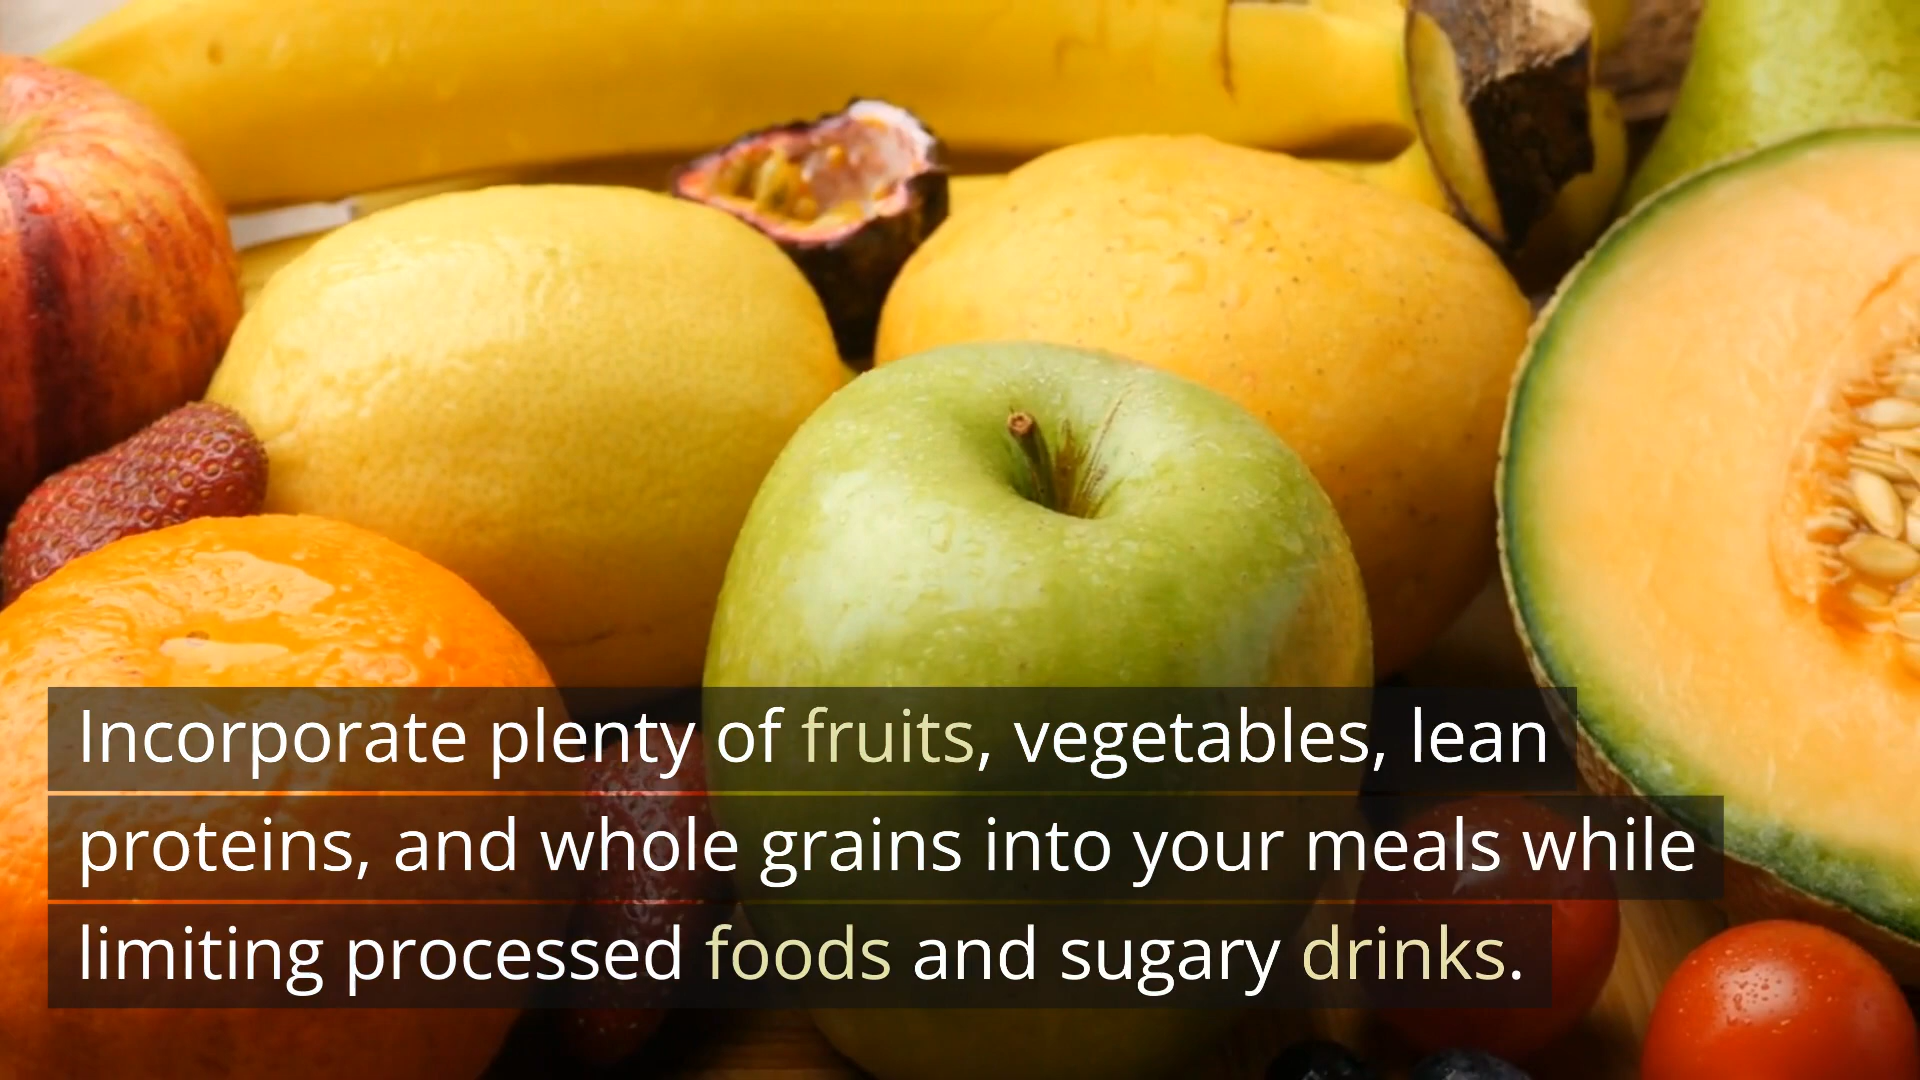 Incorporate plenty of fruits, vegetables, lean
proteins, and whole grains into your meals while
limiting processed foods and sugary drinks.